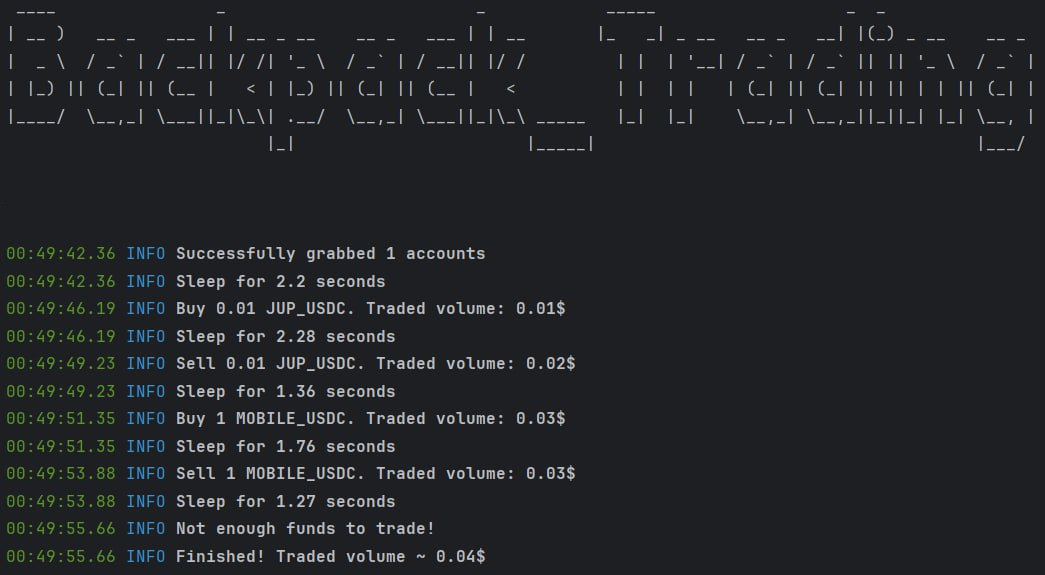 Backpack_Trading
00:49:42.36 INFO Successfully grabbed 1 accounts
00:49:42.36 INFO Sleep for 2.2 seconds
00:49:46.19 INFO Buy 0.01 JUP_USDC. Traded volume: 0.01$
00:49:46.19 INFO Sleep for 2.28 seconds
00:49:49.23 INFO Sell 0.01 JUP_USDC. Traded volume: 0.02$
00:49:49.23 INFO Sleep for 1.36 seconds
00:49:51.35 INFO Buy 1 MOBILE_USDC. Traded volume: 0.03$
00:49:51.35 INFO Sleep for 1.76 seconds
00:49:53.88 INFO Sell 1 MOBILE_USDC. Traded volume: 0.03$
00:49:53.88 INFO Sleep for 1.27 seconds
00:49:55.66 INFO Not enough funds to trade!
00:49:55.66 INFO Finished! Traded volume ~ 0.04$